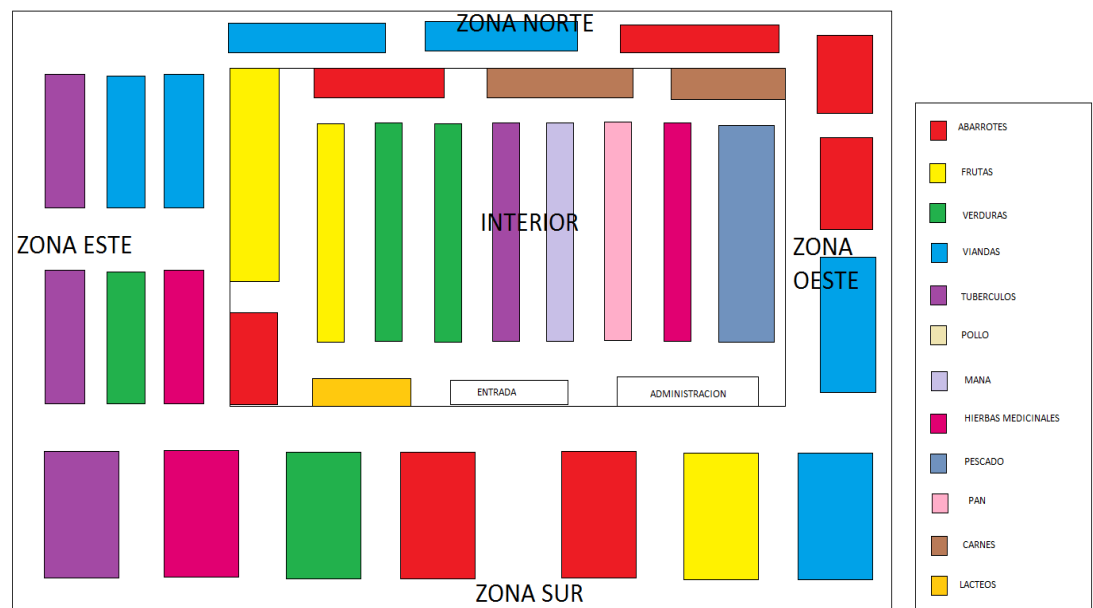 ZONA NORTE
INTERIOR
ZONA ESTE
ZONA
OESTE
ENTRADA
ADMINISTRACION
ZONA SUR
ABARROTES
FRUTAS
VERDURAS
VIANDAS
TUBERCULOS
POLLO
MANA
HIERBAS MEDICINALES
PESCADO
PAN
CARNES
LACTEOS